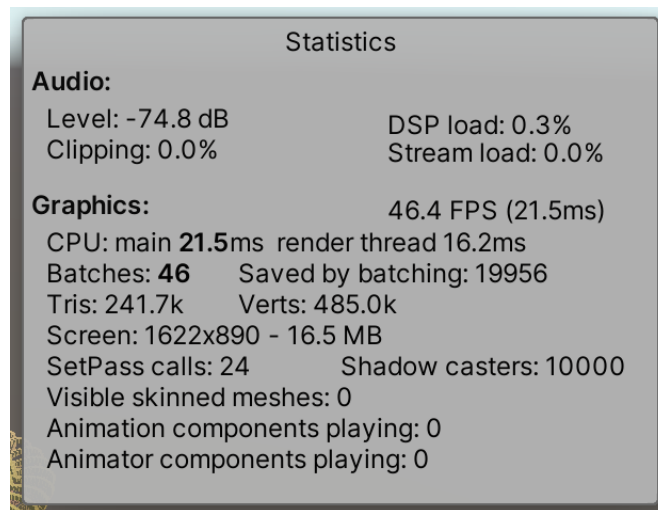 Statistics
Audio:
Level: -74.8 dB DSP load: 0.3%
Clipping: 0.0% Stream load: 0.0%
Graphics: 46.4 FPS (21.5ms)
CPU: main 21.5ms render thread 16.2ms
Batches: 46 Saved by batching: 19956
Tris: 241.7k Verts: 485.0k
Screen: 1622x890 - 16.5 MB
SetPass calls: 24 Shadow casters: 10000
Visible skinned meshes: 0
Animation components playing: 0
Animator components playing: 0